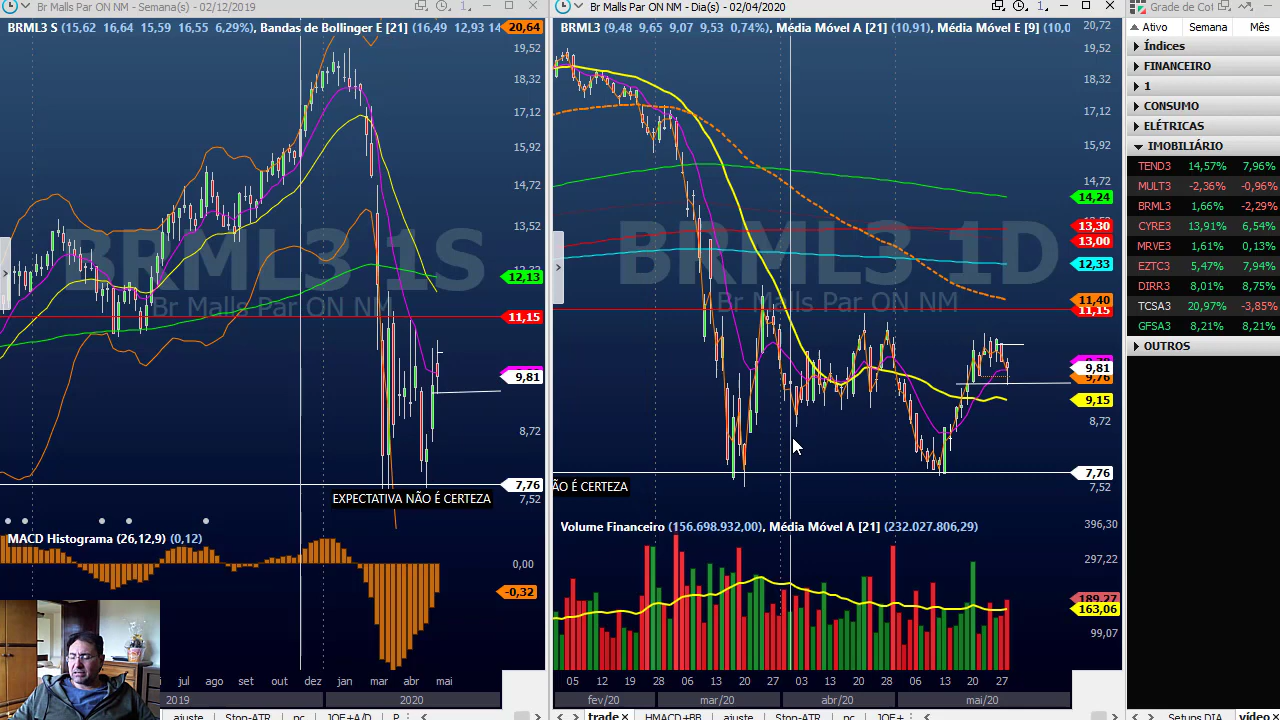 Br Malls Par ON NM - Semana(s) - 02/12/2019
BRML3 S (15,62 16,64 15,59 16,55 6,29%), Bandas de Bollinger E [21] (16,49 12,93 14
20,64
19,52
18,32
17,12
15,92
14,72
13,52
12,13
11,15
9,81
8,72
7,76
7,52
BRML3 1S
Br Malls Par ON NM
EXPECTATIVA NÃO É CERTEZA
MACD Histograma (26,12,9) (0,12)
0,00
-0,32
jul ago set out dez jan mar abr mai
2019 2020
ajuste Stop-ATR pc JOE+A/D P
Br Malls Par ON NM - Dia(s) - 02/04/2020
BRML3 (9,48 9,65 9,07 9,53 0,74%), Média Móvel A [21] (10,91), Média Móvel E [9] (10,0
20,72
19,52
18,32
17,12
15,92
14,72
14,24
13,30
13,00
12,33
11,40
11,15
9,81
9,76
9,15
8,72
7,76
7,52
BRML3 1D
Br Malls Par ON NM
ÃO É CERTEZA
Volume Financeiro (156.698.932,00), Média Móvel A [21] (232.027.806,29)
396,30
297,22
189,27
163,06
99,07
05 12 19 28 06 13 20 27 03 14 22 29 06 13 20 27
fev/20 mar/20 abr/20 mai/20
trade HMACD+BB ajuste Stop-ATR pc JOE+
Grade de Cot
Ativo Semana Mês
Índices
FINANCEIRO
1
CONSUMO
ELÉTRICAS
IMOBILIÁRIO
TEND3 14,57% 7,96%
MULT3 -2,36% -0,96%
BRML3 1,66% -2,29%
CYRE3 13,91% 6,54%
MRVE3 1,61% 0,13%
EZTC3 5,47% 7,94%
DIRR3 8,01% 8,75%
TCSA3 20,97% -3,85%
GFSA3 8,21% 8,21%
OUTROS
Setups DIA vídeo